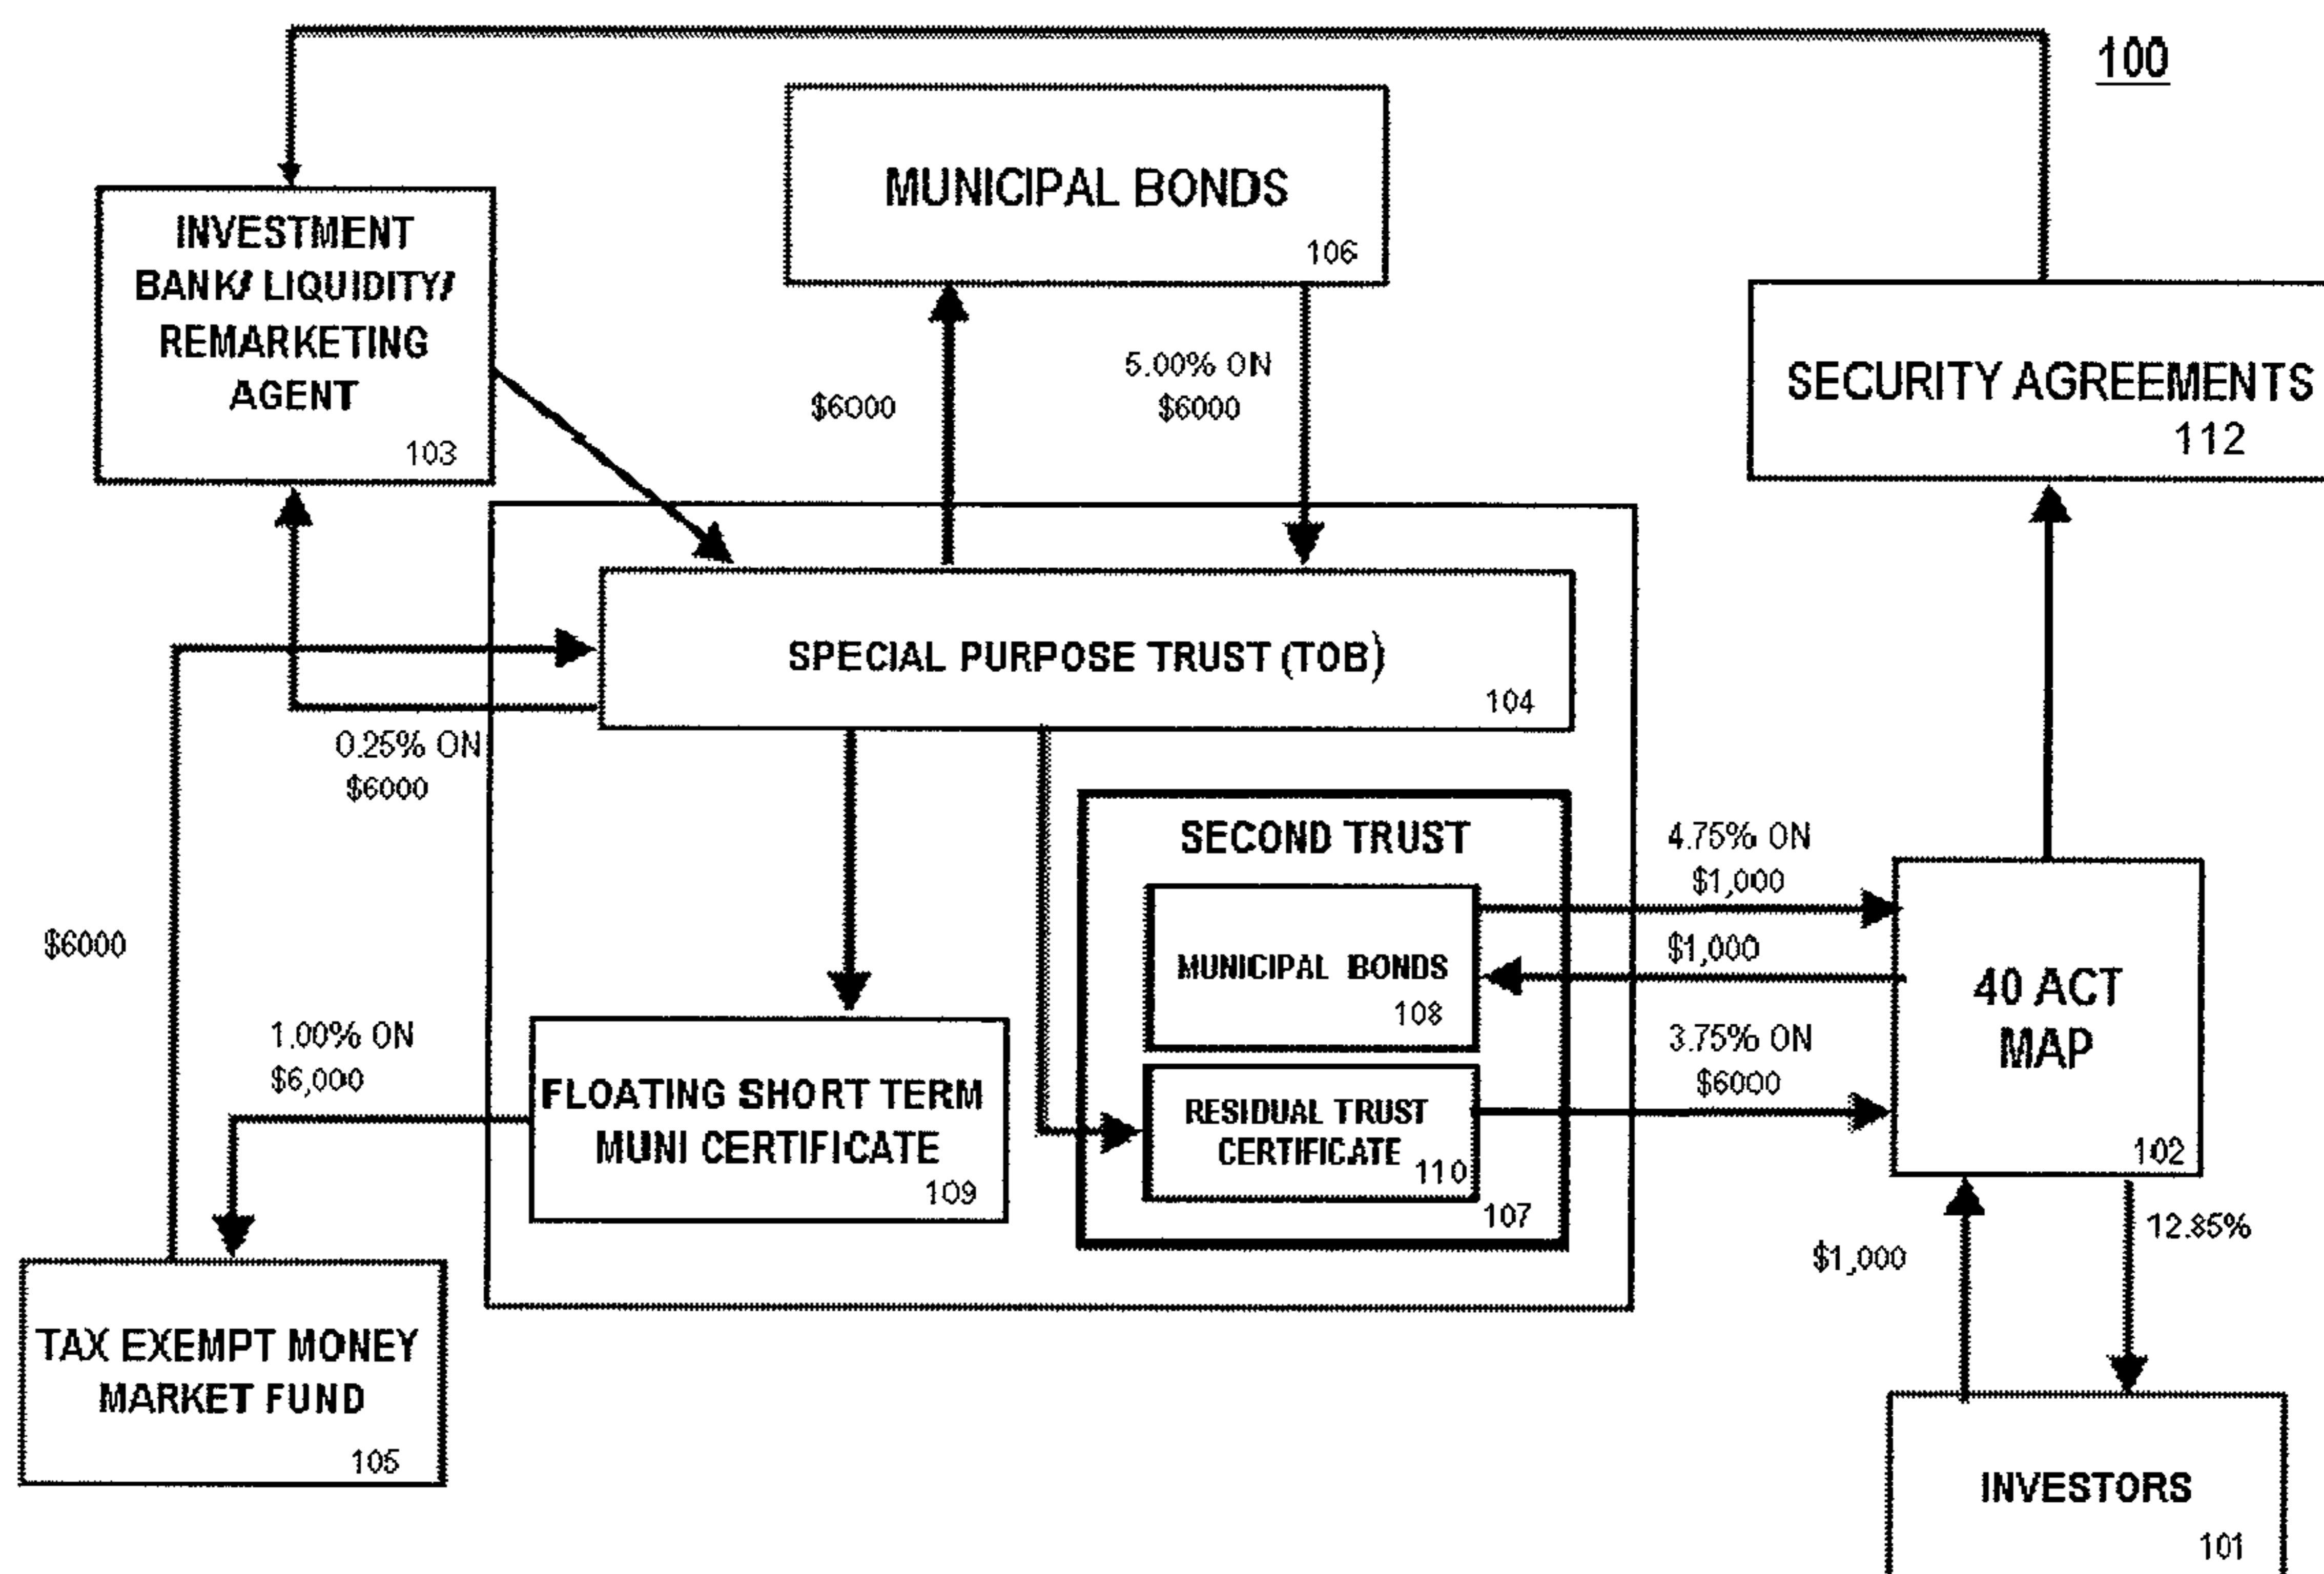 100
MUNICIPAL BONDS
106
INVESTMENT
BANK/ LIQUIDITY/
REMARKETING
AGENT
103
$6000
5.00% ON
$6000
SECURITY AGREEMENTS
112
SPECIAL PURPOSE TRUST (TOB)
104
0.25% ON
$6000
$6000
SECOND TRUST
MUNICIPAL BONDS
108
RESIDUAL TRUST
CERTIFICATE
110
107
4.75% ON
$1,000
$1,000
3.75% ON
$6000
40 ACT
MAP
102
1.00% ON
$6,000
FLOATING SHORT TERM
MUNI CERTIFICATE
109
$1,000
12.85%
TAX EXEMPT MONEY
MARKET FUND
105
INVESTORS
101